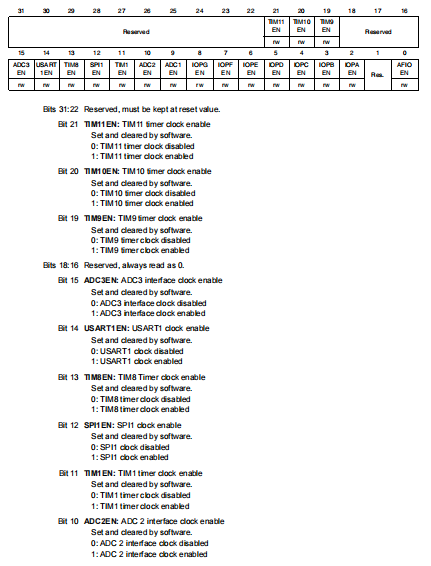 31 30 29 28 27 26 25 24 23 22 21 20 19 18 17 16
Reserved TIM11 EN TIM10 EN TIM9 EN Reserved
rw rw rw
15 14 13 12 11 10 9 8 7 6 5 4 3 2 1 0
ADC3 EN USART 1EN TIM8 EN SPI1 EN TIM1 EN ADC2 EN ADC1 EN IOPG EN IOPF EN IOPE EN IOPD EN IOPC EN IOPB EN IOPA EN Res. AFIO EN
rw rw rw rw rw rw rw rw rw rw rw rw rw rw rw
Bits 31:22 Reserved, must be kept at reset value.
Bit 21 TIM11EN: TIM11 timer clock enable
Set and cleared by software.
0: TIM11 timer clock disabled
1: TIM11 timer clock enabled
Bit 20 TIM10EN: TIM10 timer clock enable
Set and cleared by software.
0: TIM10 timer clock disabled
1: TIM10 timer clock enabled
Bit 19 TIM9EN: TIM9 timer clock enable
Set and cleared by software.
0: TIM9 timer clock disabled
1: TIM9 timer clock enabled
Bits 18:16 Reserved, always read as 0.
Bit 15 ADC3EN: ADC3 interface clock enable
Set and cleared by software.
0: ADC3 interface clock disabled
1: ADC3 interface clock enabled
Bit 14 USART1EN: USART1 clock enable
Set and cleared by software.
0: USART1 clock disabled
1: USART1 clock enabled
Bit 13 TIM8EN: TIM8 Timer clock enable
Set and cleared by software.
0: TIM8 timer clock disabled
1: TIM8 timer clock enabled
Bit 12 SPI1EN: SPI1 clock enable
Set and cleared by software.
0: SPI1 clock disabled
1: SPI1 clock enabled
Bit 11 TIM1EN: TIM1 timer clock enable
Set and cleared by software.
0: TIM1 timer clock disabled
1: TIM1 timer clock enabled
Bit 10 ADC2EN: ADC 2 interface clock enable
Set and cleared by software.
0: ADC 2 interface clock disabled
1: ADC 2 interface clock enabled